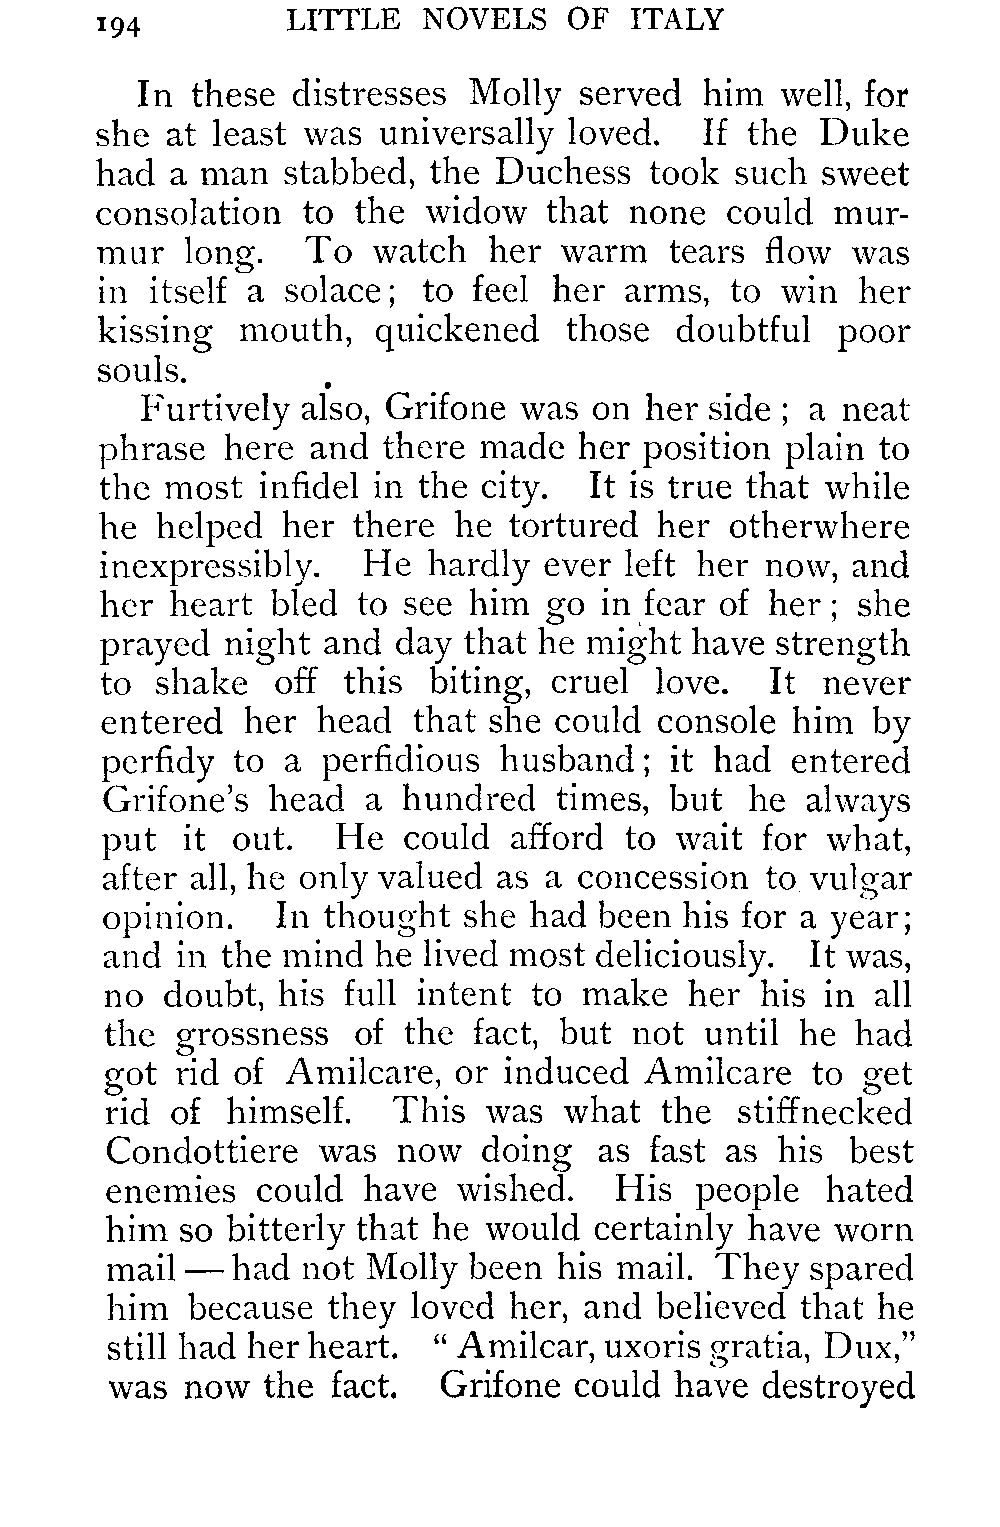 194 LITTLE NOVELS OF ITALY
In these distresses Molly served him well, for
she at least was universally loved. If the Duke
had a man stabbed, the Duchess took such sweet
consolation to the widow that none could mur-
mur long. To watch her warm tears flow was
in itself a solace; to feel her arms, to win her
kissing mouth, quickened those doubtful poor
souls.
Furtively also, Grifone was on her side; a neat
phrase here and there made her position plain to
the most infidel in the city. It is true that while
he helped her there he tortured her otherwhere
inexpressibly. He hardly ever left her now, and
her heart bled to see him go in fear of her; she
prayed night and day that he might have strength
to shake off this biting, cruel love. It never
entered her head that she could console him by
perfidy to a perfidious husband; it had entered
Grifone's head a hundred times, but he always
put it out. He could afford to wait for what,
after all, he only valued as a concession to vulgar
opinion. In thought she had been his for a year;
and in the mind he lived most deliciously. It was,
no doubt, his full intent to make her his in all
the grossness of the fact, but not until he had
got rid of Amilcare, or induced Amilcare to get
rid of himself. This was what the stiffnecked
Condottiere was now doing as fast as his best
enemies could have wished. His people hated
him so bitterly that he would certainly have worn
mail — had not Molly been his mail. They spared
him because they loved her, and believed that he
still had her heart. "Amilcar, uxoris gratia, Dux,"
was now the fact. Grifone could have destroyed